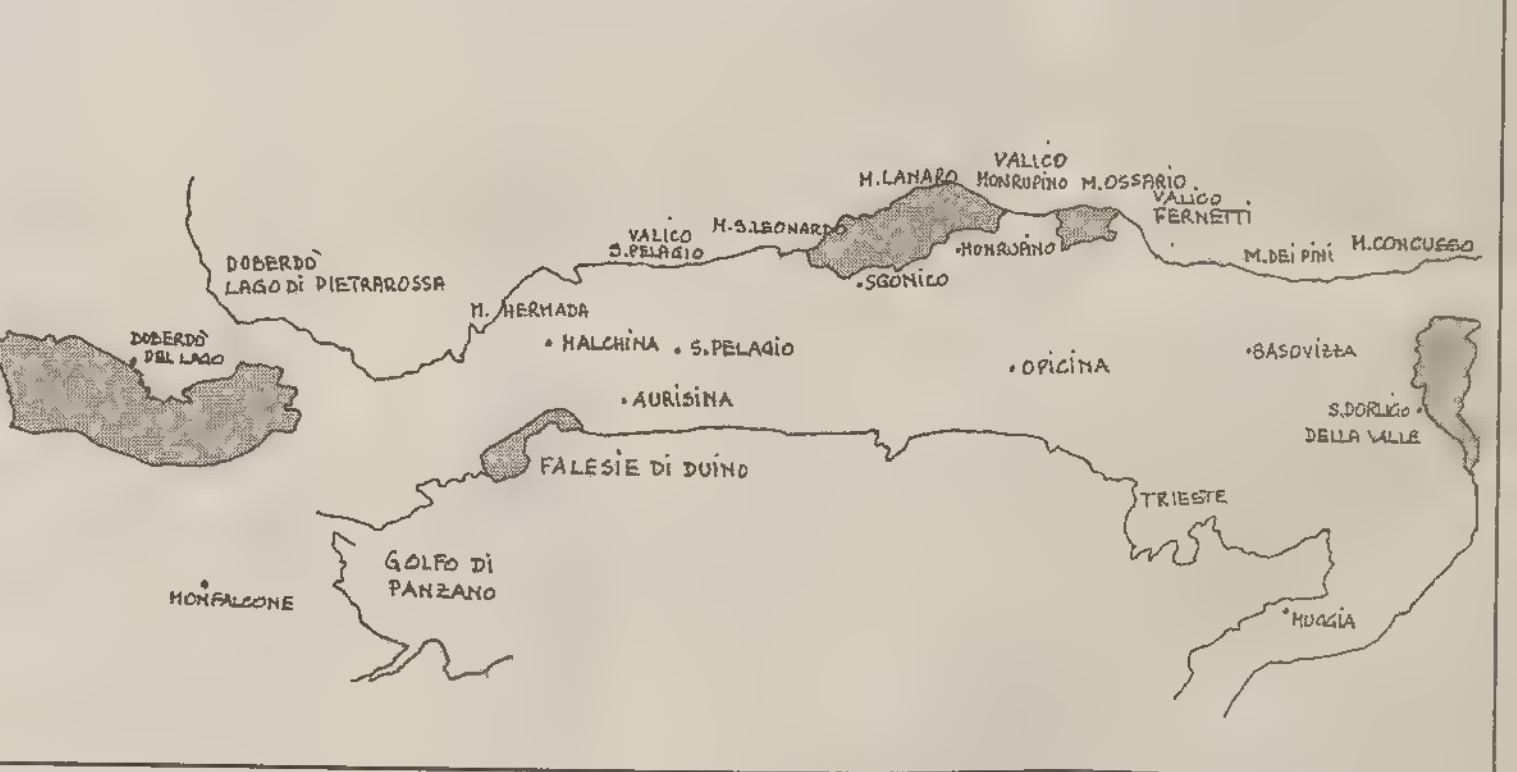 VALICO
MONRUPINO
M. LANARO
M. OSSARIO
VALICO
FERNETTI
VALICO
S. PELAGIO
M. S. LEONARDO
MONRUPINO
SGONICO
M. DEI PINI
M. COCUSSO
DOBERDÒ
LAGO DI PIETRAROSSA
M. HERMADA
DOBERDÒ
DEL LAGO
MALCHINA
S. PELAGIO
OPICINA
BASOVIZZA
AURISINA
S. DORLIGO
DELLA VALLE
FALESIE DI DUINO
TRIESTE
GOLFO DI
PANZANO
MONFALCONE
MUGGIA